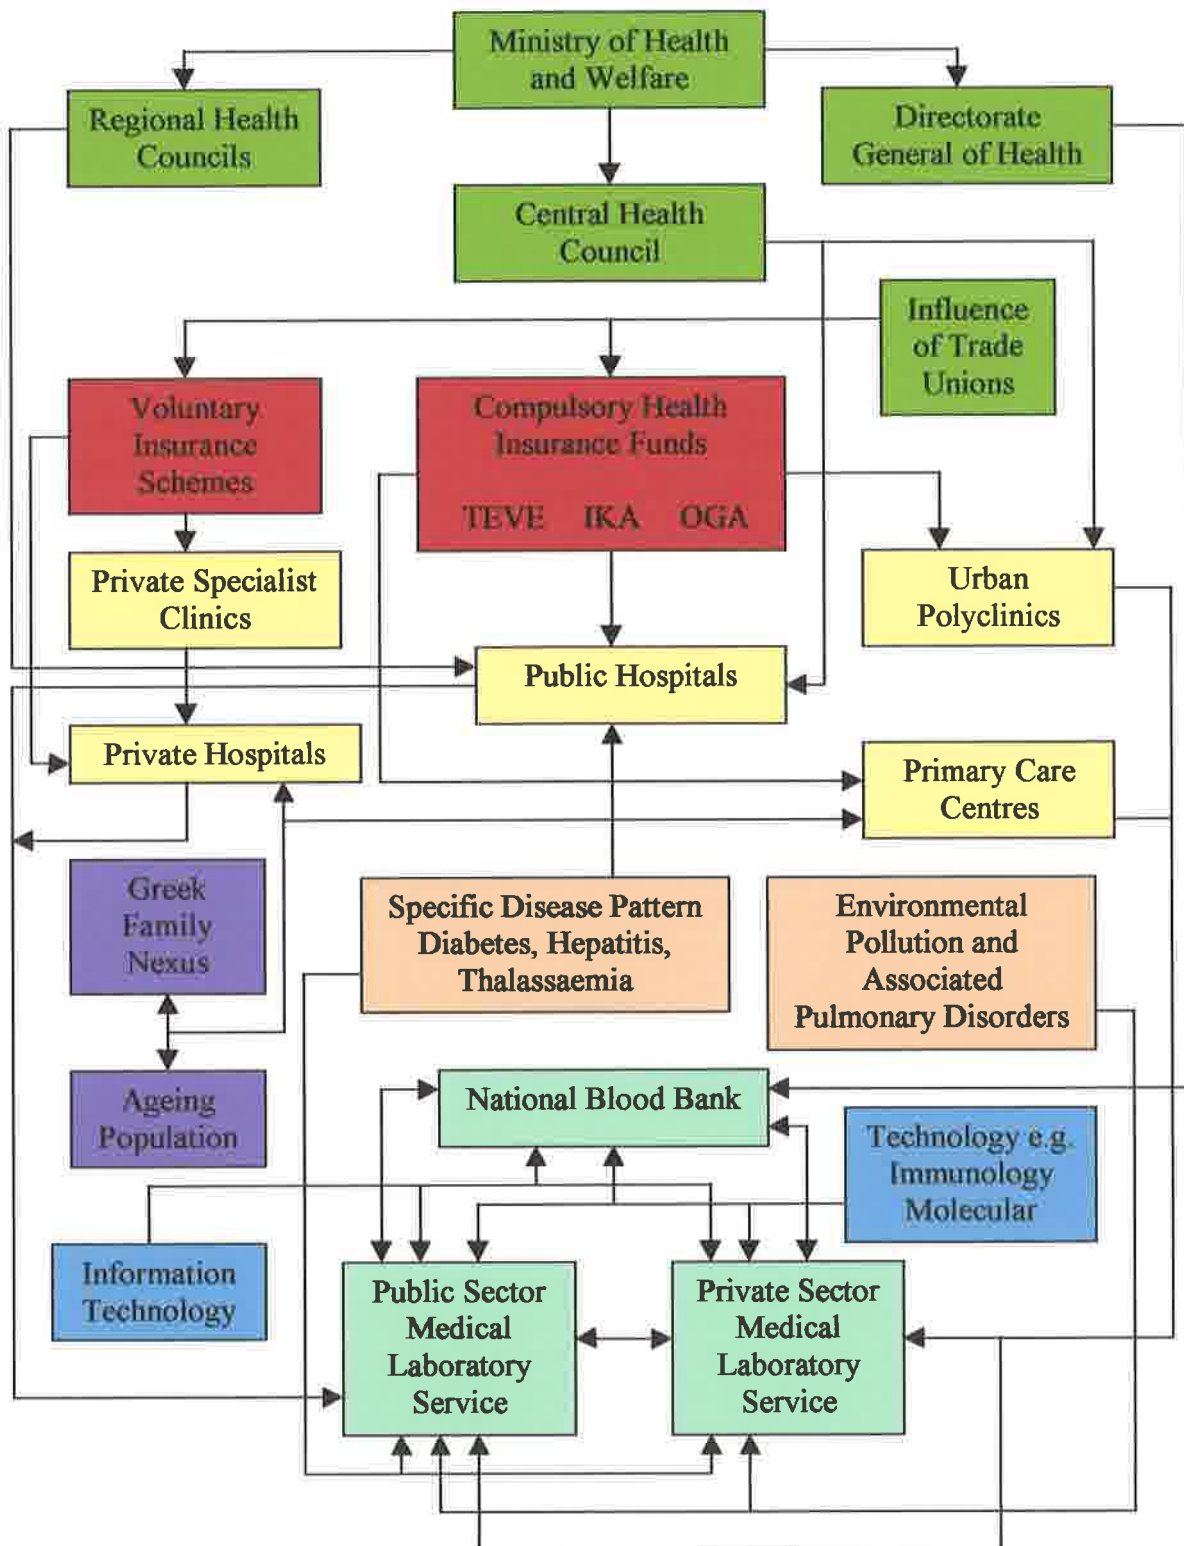 Ministry of Health
and Welfare
Regional Health
Councils
Directorate
General of Health
Central Health
Council
Influence
of Trade
Unions
Voluntary
Insurance
Schemes
Compulsory Health
Insurance Funds
TEVE IKA OGA
Private Specialist
Clinics
Urban
Polyclinics
Public Hospitals
Private Hospitals
Primary Care
Centres
Greek
Family
Nexus
Specific Disease Pattern
Diabetes, Hepatitis,
Thalassaemia
Environmental
Pollution and
Associated
Pulmonary Disorders
Ageing
Population
National Blood Bank
Technology e.g.
Immunology
Molecular
Information
Technology
Public Sector
Medical
Laboratory
Service
Private Sector
Medical
Laboratory
Service